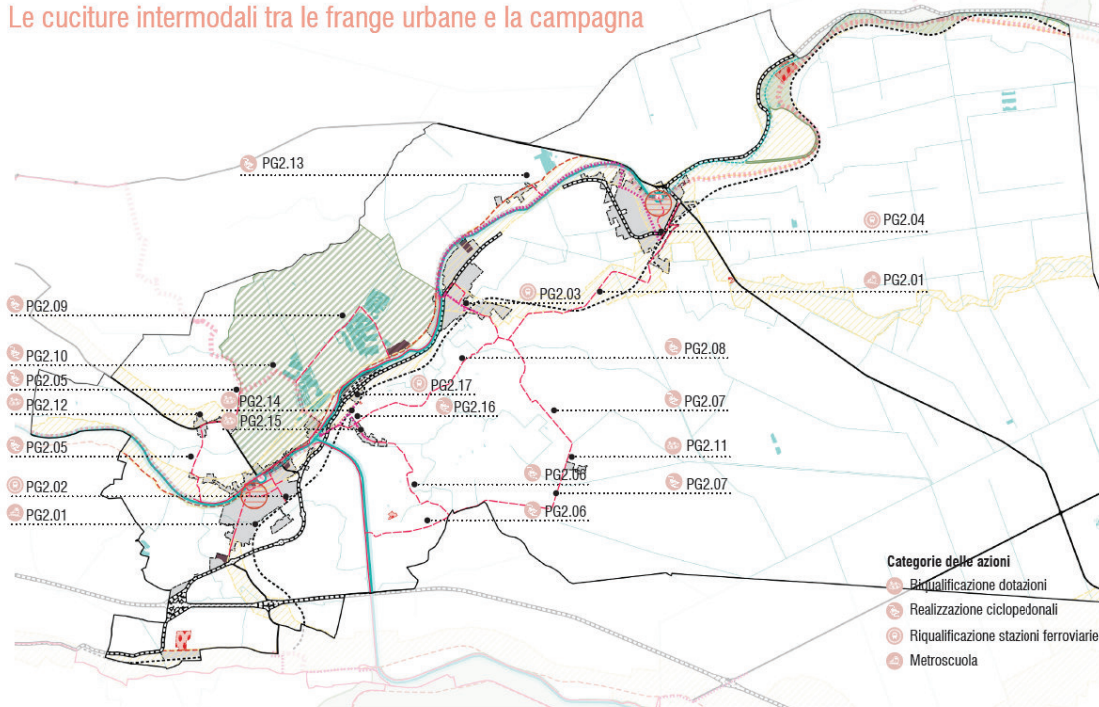 Le cuciture intermodali tra le frange urbane e la campagna
PG2.13
PG2.04
PG2.03
PG2.01
PG2.09
PG2.10
PG2.08
PG2.05
PG2.17
PG2.12
PG2.14
PG2.16
PG2.07
PG2.15
PG2.05
PG2.11
PG2.06
PG2.02
PG2.07
PG2.01
PG2.06
Categorie delle azioni
Riqualificazione dotazioni
Realizzazione ciclopedonali
Riqualificazione stazioni ferroviarie
Metroscuola